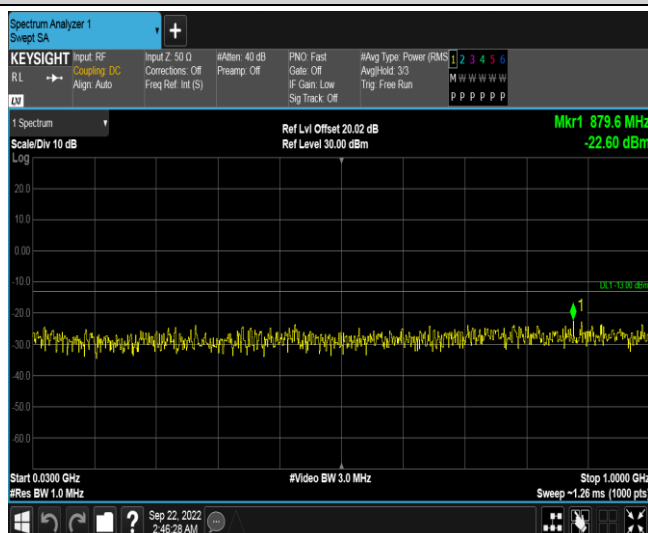 Spectrum Analyzer 1
Swept SA
+
KEYSIGHT
RL
LXI
Input: RF
Coupling: DC
Align: Auto
Input Z: 50 Ω
Corrections: Off
Freq Ref: Int (S)
#Atten: 40 dB
Preamp: Off
PNO: Fast
Gate: Off
IF Gain: Low
Sig Track: Off
#Avg Type: Power (RMS
Avg|Hold: 3/3
Trig: Free Run
1 2 3 4 5 6
M W W W W W
P P P P P P
1 Spectrum
Scale/Div 10 dB
Log
Ref Lvl Offset 20.02 dB
Ref Level 30.00 dBm
Mkr1 879.6 MHz
-22.60 dBm
20.0
10.0
0.00
-10.0
-20.0
-30.0
-40.0
-50.0
-60.0
DL1 -13.00 dBm
1
Start 0.0300 GHz
#Res BW 1.0 MHz
#Video BW 3.0 MHz
Stop 1.0000 GHz
Sweep ~1.26 ms (1000 pts)
?
Sep 22, 2022
2:46:28 AM